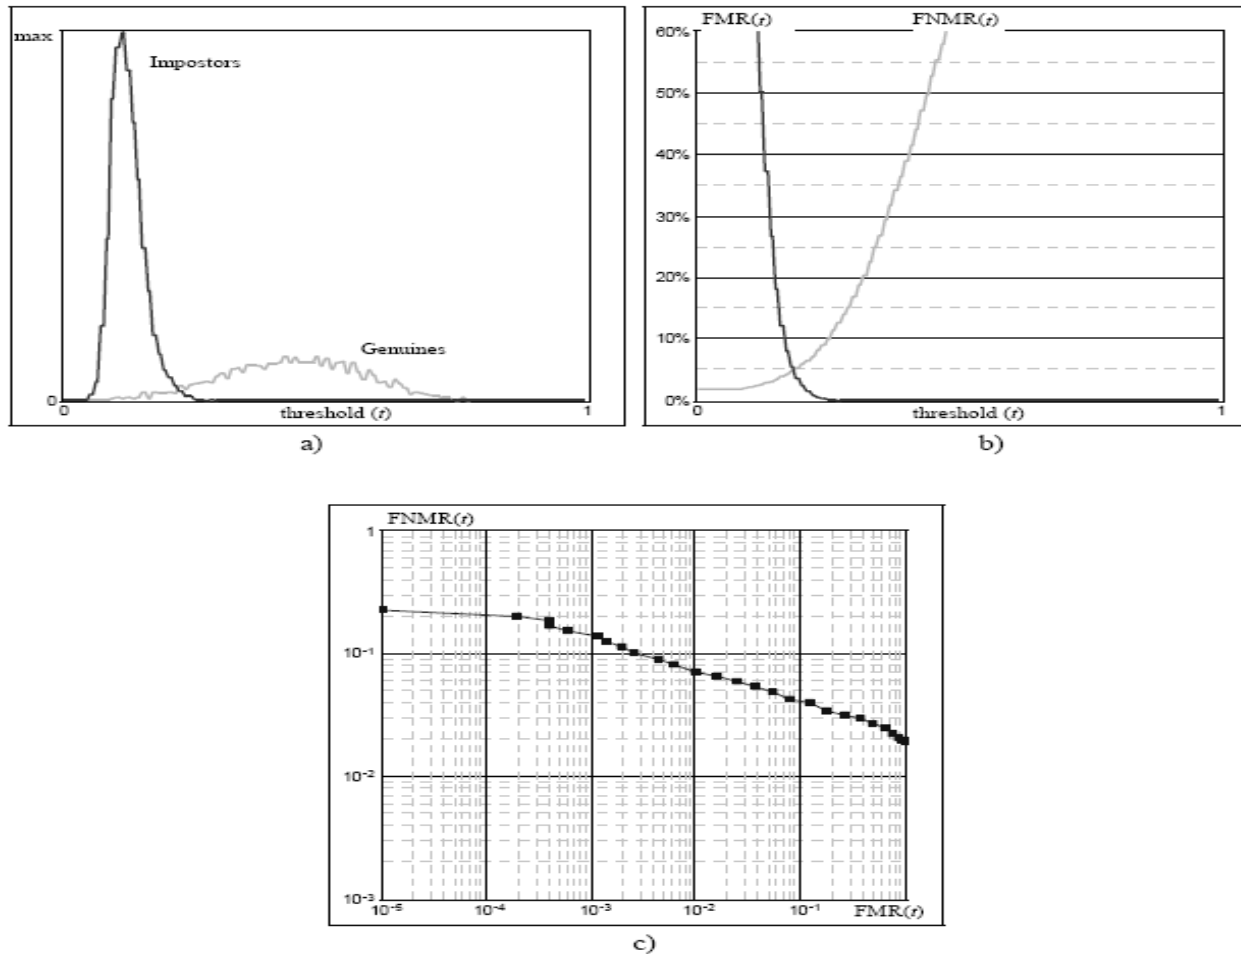 max
Impostors
Genuines
0
0
threshold (t)
1
a)
FMR(t)
FNMR(t)
60%
50%
40%
30%
20%
10%
0%
0
threshold (t)
1
b)
FNMR(t)
1
10-1
10-2
10-3
10-5
10-4
10-3
10-2
10-1
FMR(t)
c)